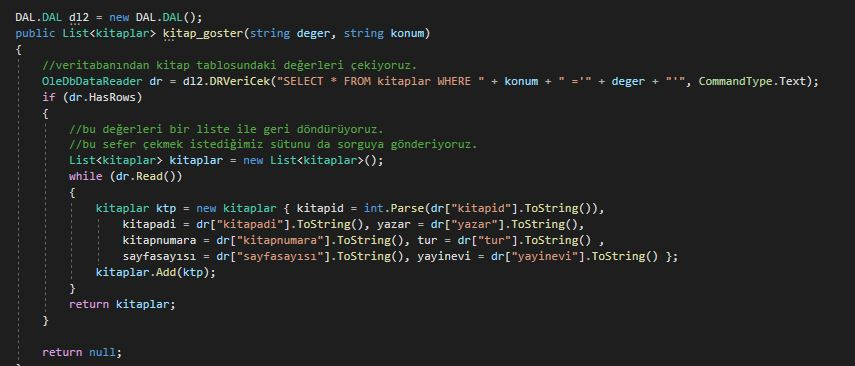 DAL.DAL dl2 = new DAL.DAL();
public List<kitaplar> kitap_goster(string deger, string konum)
{
//veritabanından kitap tablosundaki değerleri çekiyoruz.
OleDbDataReader dr = dl2.DRVeriCek("SELECT * FROM kitaplar WHERE " + konum + " ='" + deger + "'", CommandType.Text);
if (dr.HasRows)
{
//bu değerleri bir liste ile geri döndürüyoruz.
//bu sefer çekmek istediğimiz sütunu da sorguya gönderiyoruz.
List<kitaplar> kitaplar = new List<kitaplar>();
while (dr.Read())
{
kitaplar ktp = new kitaplar { kitapid = int.Parse(dr["kitapid"].ToString()),
kitapadi = dr["kitapadi"].ToString(), yazar = dr["yazar"].ToString(),
kitapnumara = dr["kitapnumara"].ToString(), tur = dr["tur"].ToString() ,
sayfasayısı = dr["sayfasayısı"].ToString(), yayinevi = dr["yayinevi"].ToString() };
kitaplar.Add(ktp);
}
return kitaplar;
}
return null;